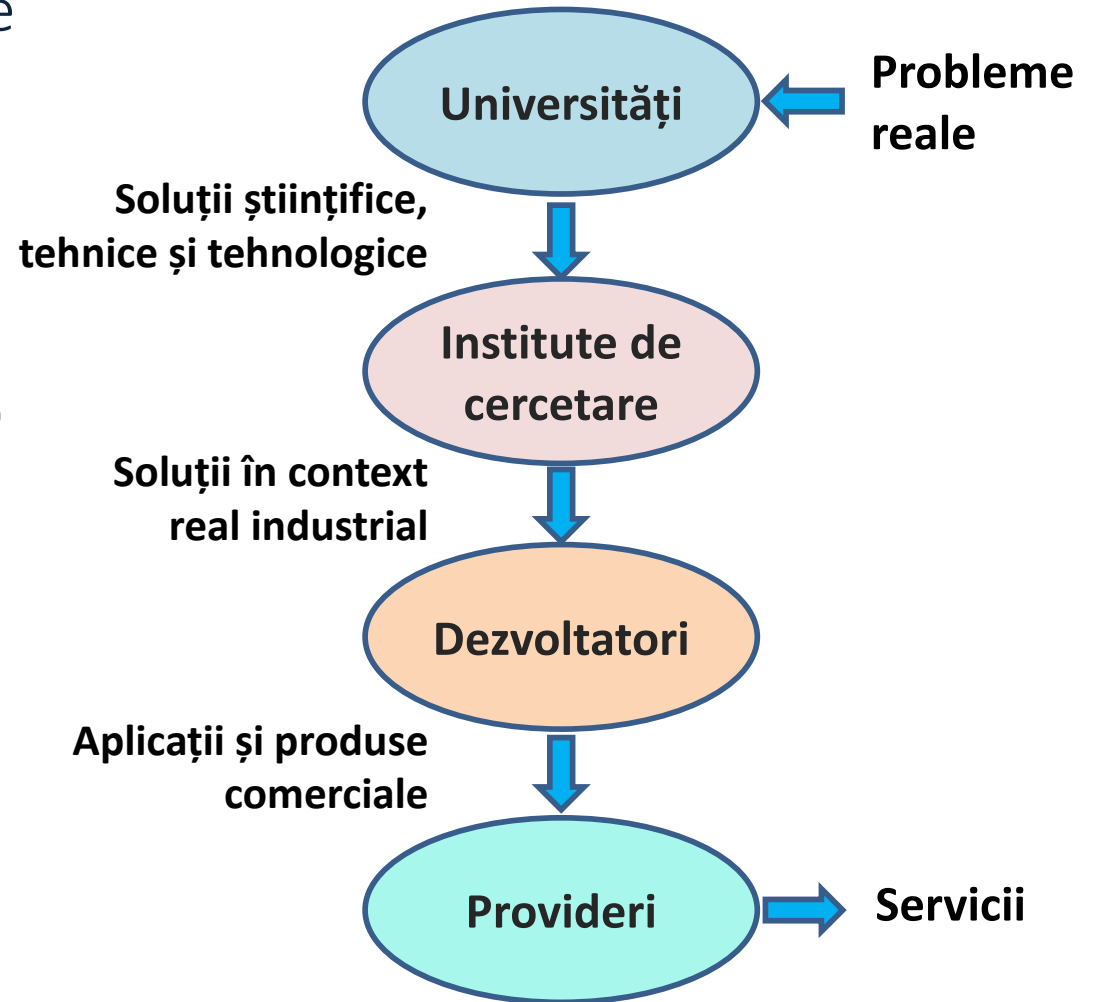 e
Universități
Probleme
reale
Soluții științifice,
tehnice și tehnologice
Institute de
cercetare
Soluții în context
real industrial
Dezvoltatori
Aplicații și produse
comerciale
Provideri
Servicii